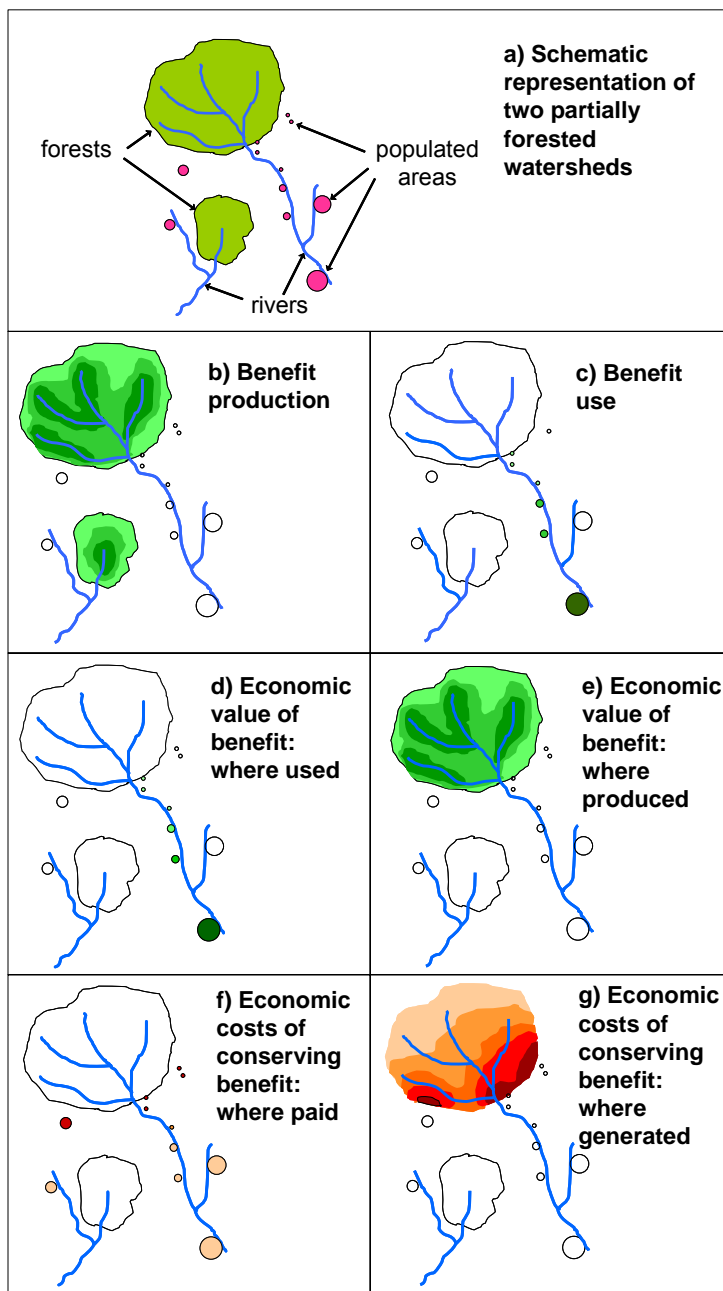 a) Schematic
representation of
two partially
forested
watersheds
forests
populated
areas
rivers
b) Benefit
production
c) Benefit
use
d) Economic
value of
benefit:
where used
e) Economic
value of
benefit:
where
produced
f) Economic
costs of
conserving
benefit:
where paid
g) Economic
costs of
conserving
benefit:
where
generated